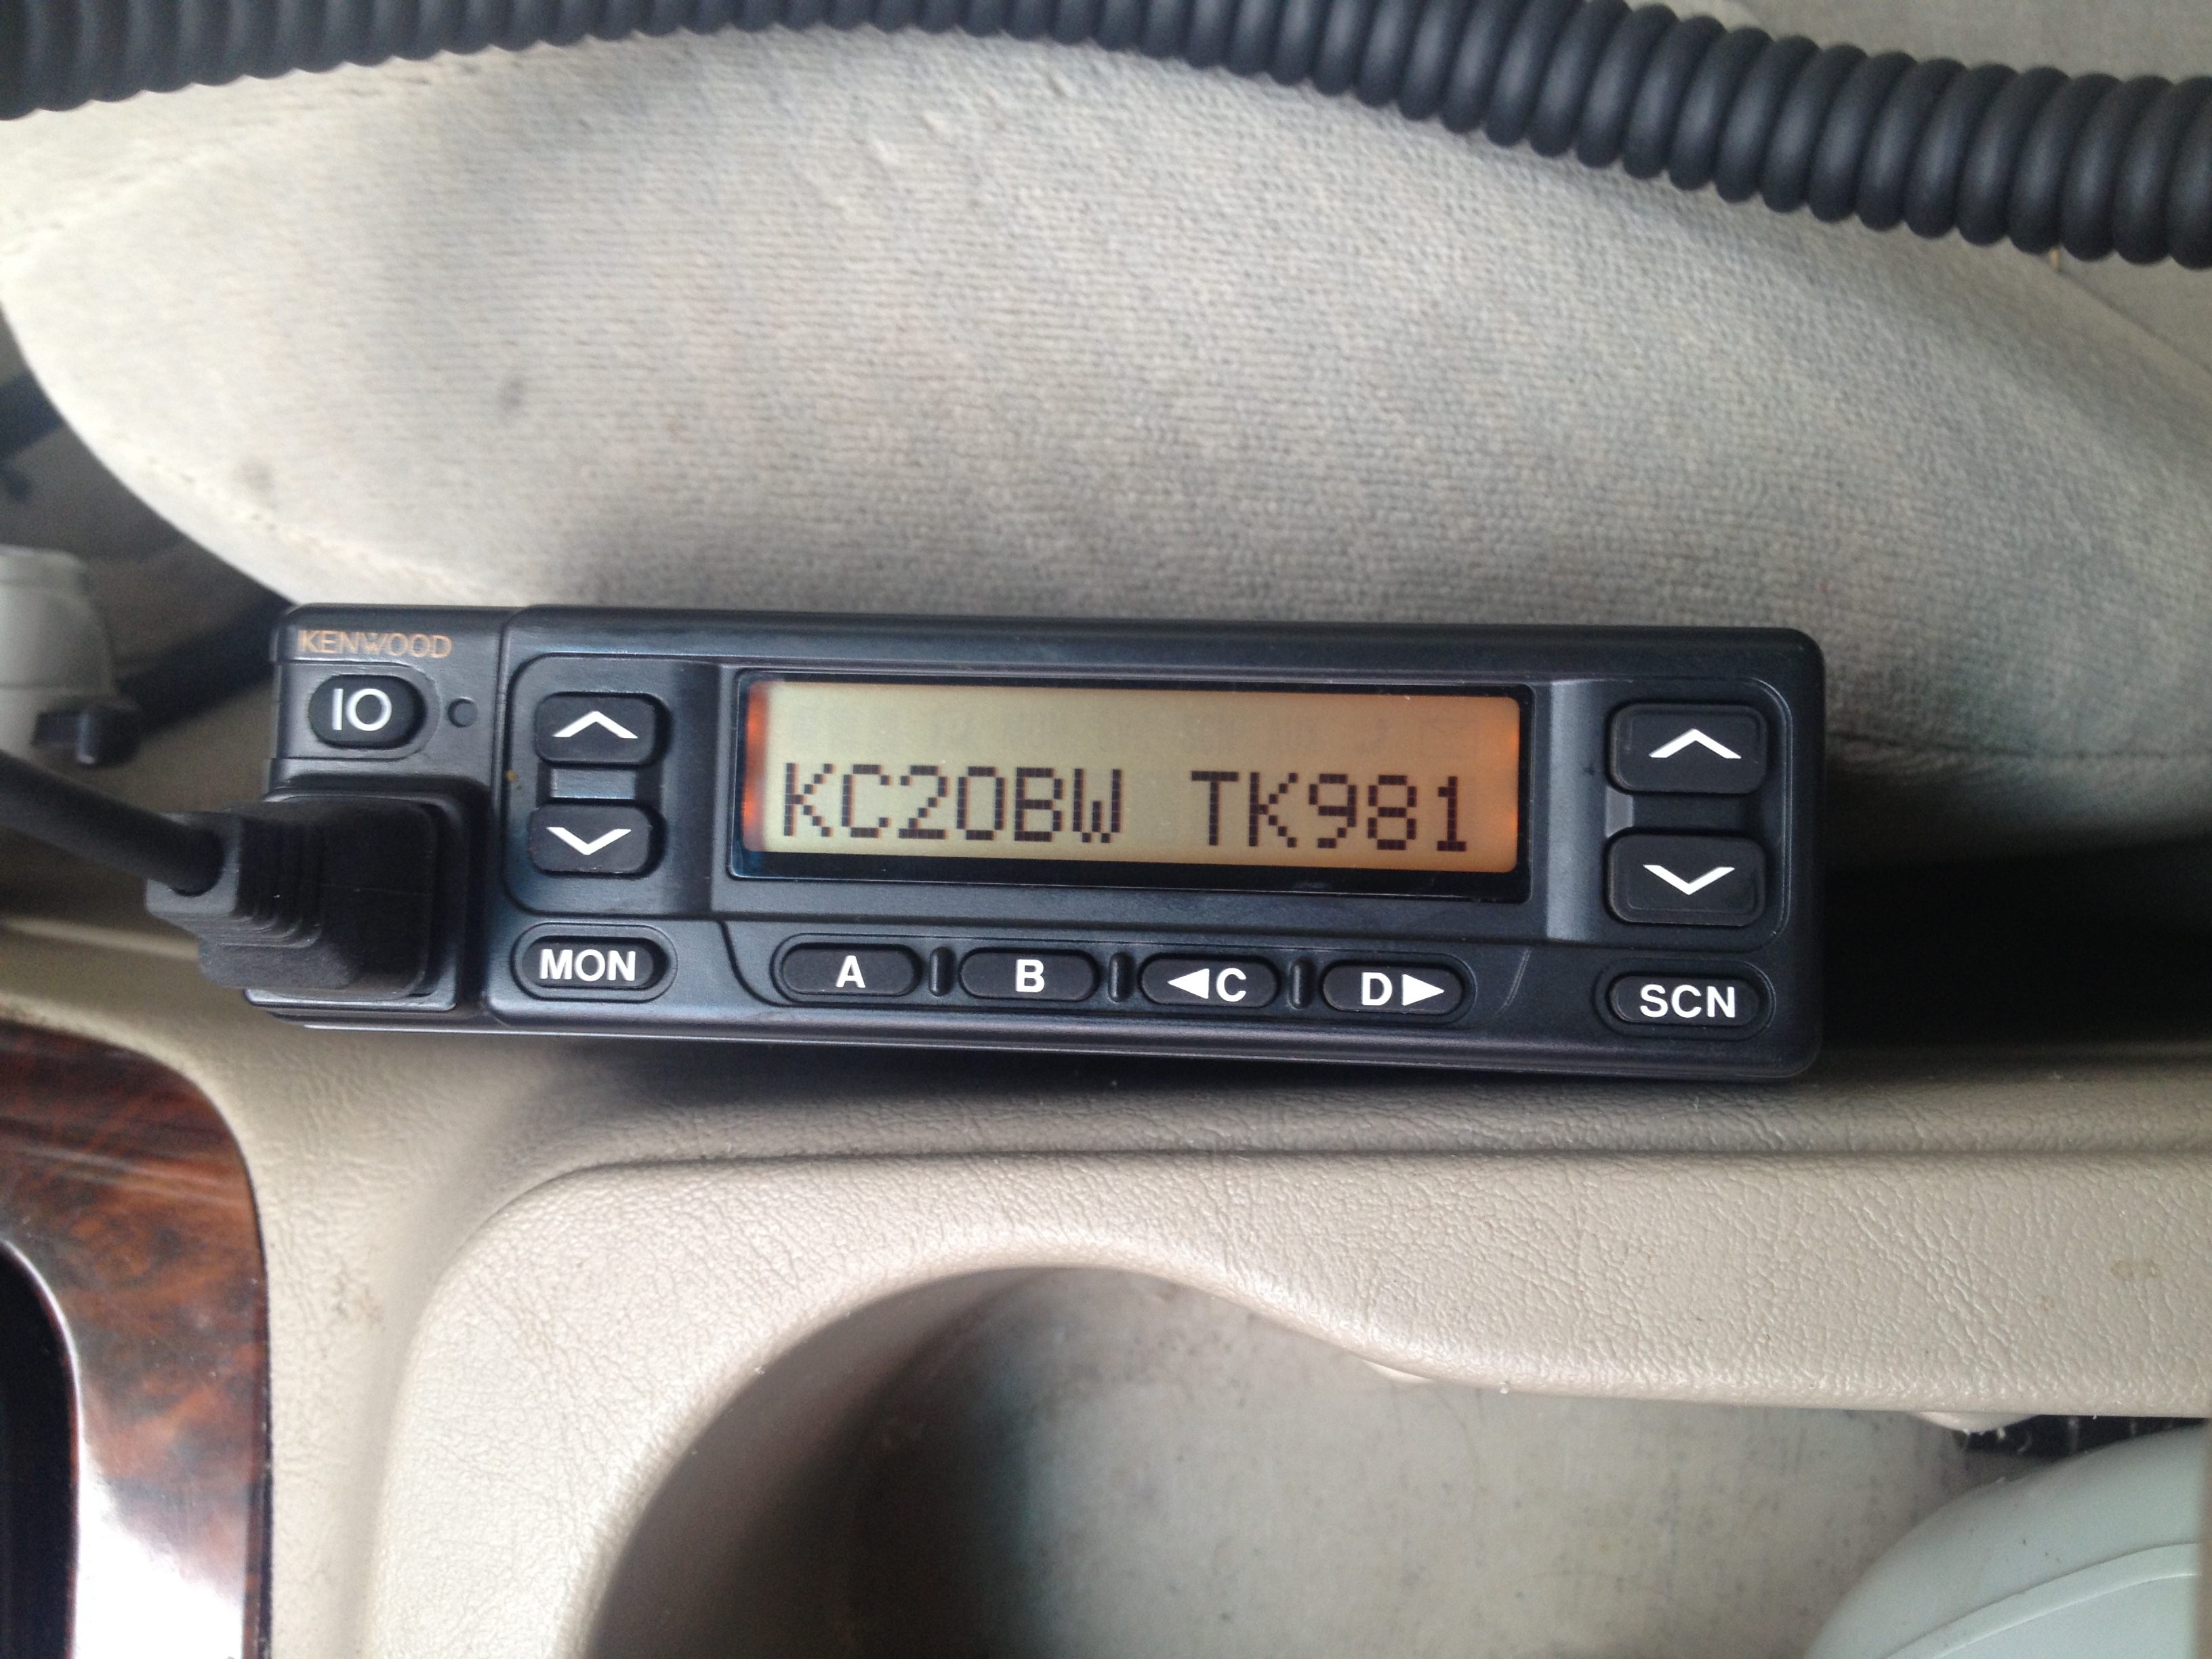 KENWOOD
IO
KC2OBW TK981
MON
A
B
◀C
D▶
SCN